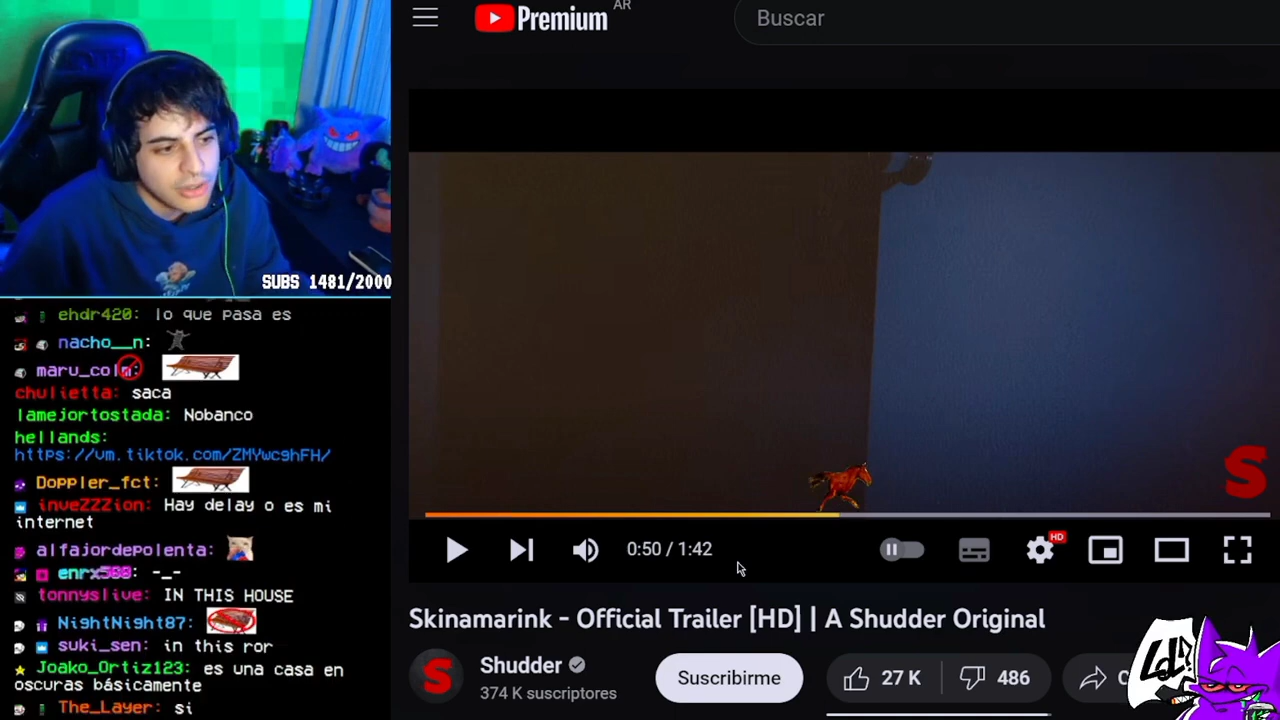 AR
Premium
Buscar
SUBS 1481/2000
ehdr420: lo que pasa es
nacho__n:
chulietta: saca
lamejortostada: Nobanco
hellands:
https://vm.tiktok.com/ZMYwcghFH/
Doppler_fct:
inveZZZion: Hay delay o es mi
internet
alfajordepolenta:
enrx500: -_-
tonnyslive: IN THIS HOUSE
NightNight87:
suki_sen: in this ror
Joako_Ortiz123: es una casa en
oscuras básicamente
The_Layer: si
S
0:50 / 1:42
HD
Skinamarink - Official Trailer [HD] | A Shudder Original
S
Shudder
374 K suscriptores
Suscribirme
27 K
486